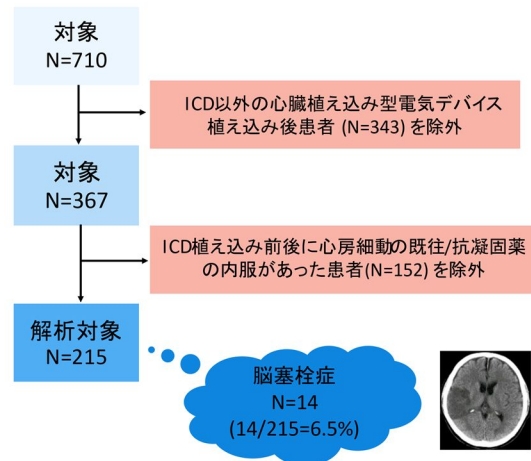 対象
N=710
ICD以外の心臓植え込み型電気デバイス
植え込み後患者 (N=343) を除外
対象
N=367
ICD植え込み前後に心房細動の既往/抗凝固薬
の内服があった患者(N=152) を除外
解析対象
N=215
脳塞栓症
N=14
(14/215=6.5%)